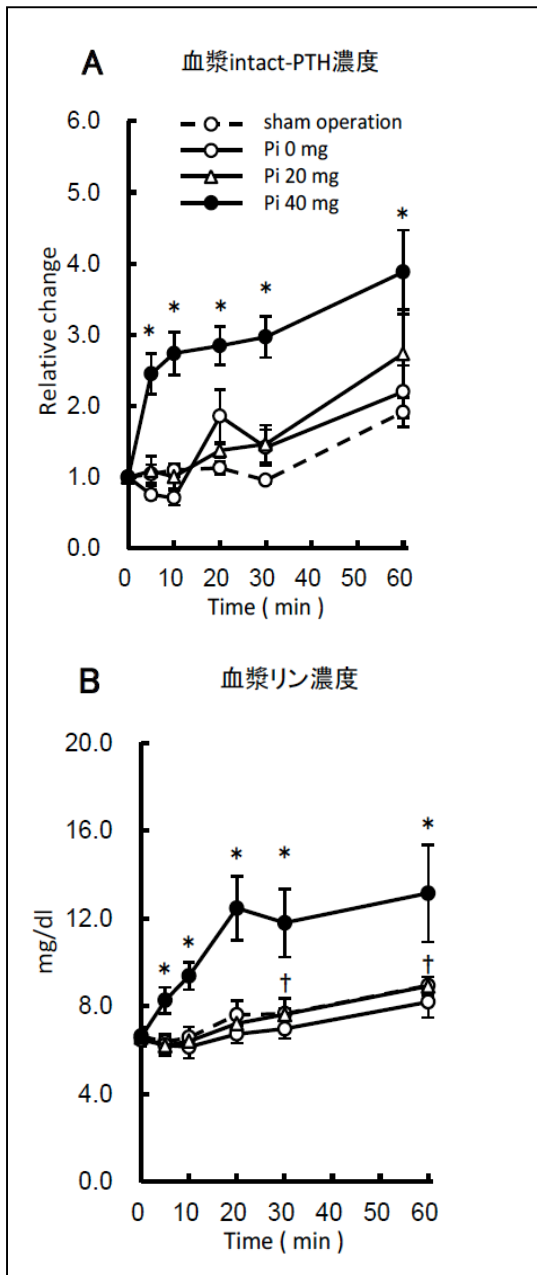 A 血漿intact-PTH濃度
6.0
5.0
4.0
3.0
2.0
1.0
0.0
Relative change
sham operation
Pi 0 mg
Pi 20 mg
Pi 40 mg
* * * * *
0 10 20 30 40 50 60
Time ( min )
B 血漿リン濃度
20.0
16.0
12.0
8.0
4.0
0.0
mg/dl
* * * * *
† †
0 10 20 30 40 50 60
Time ( min )